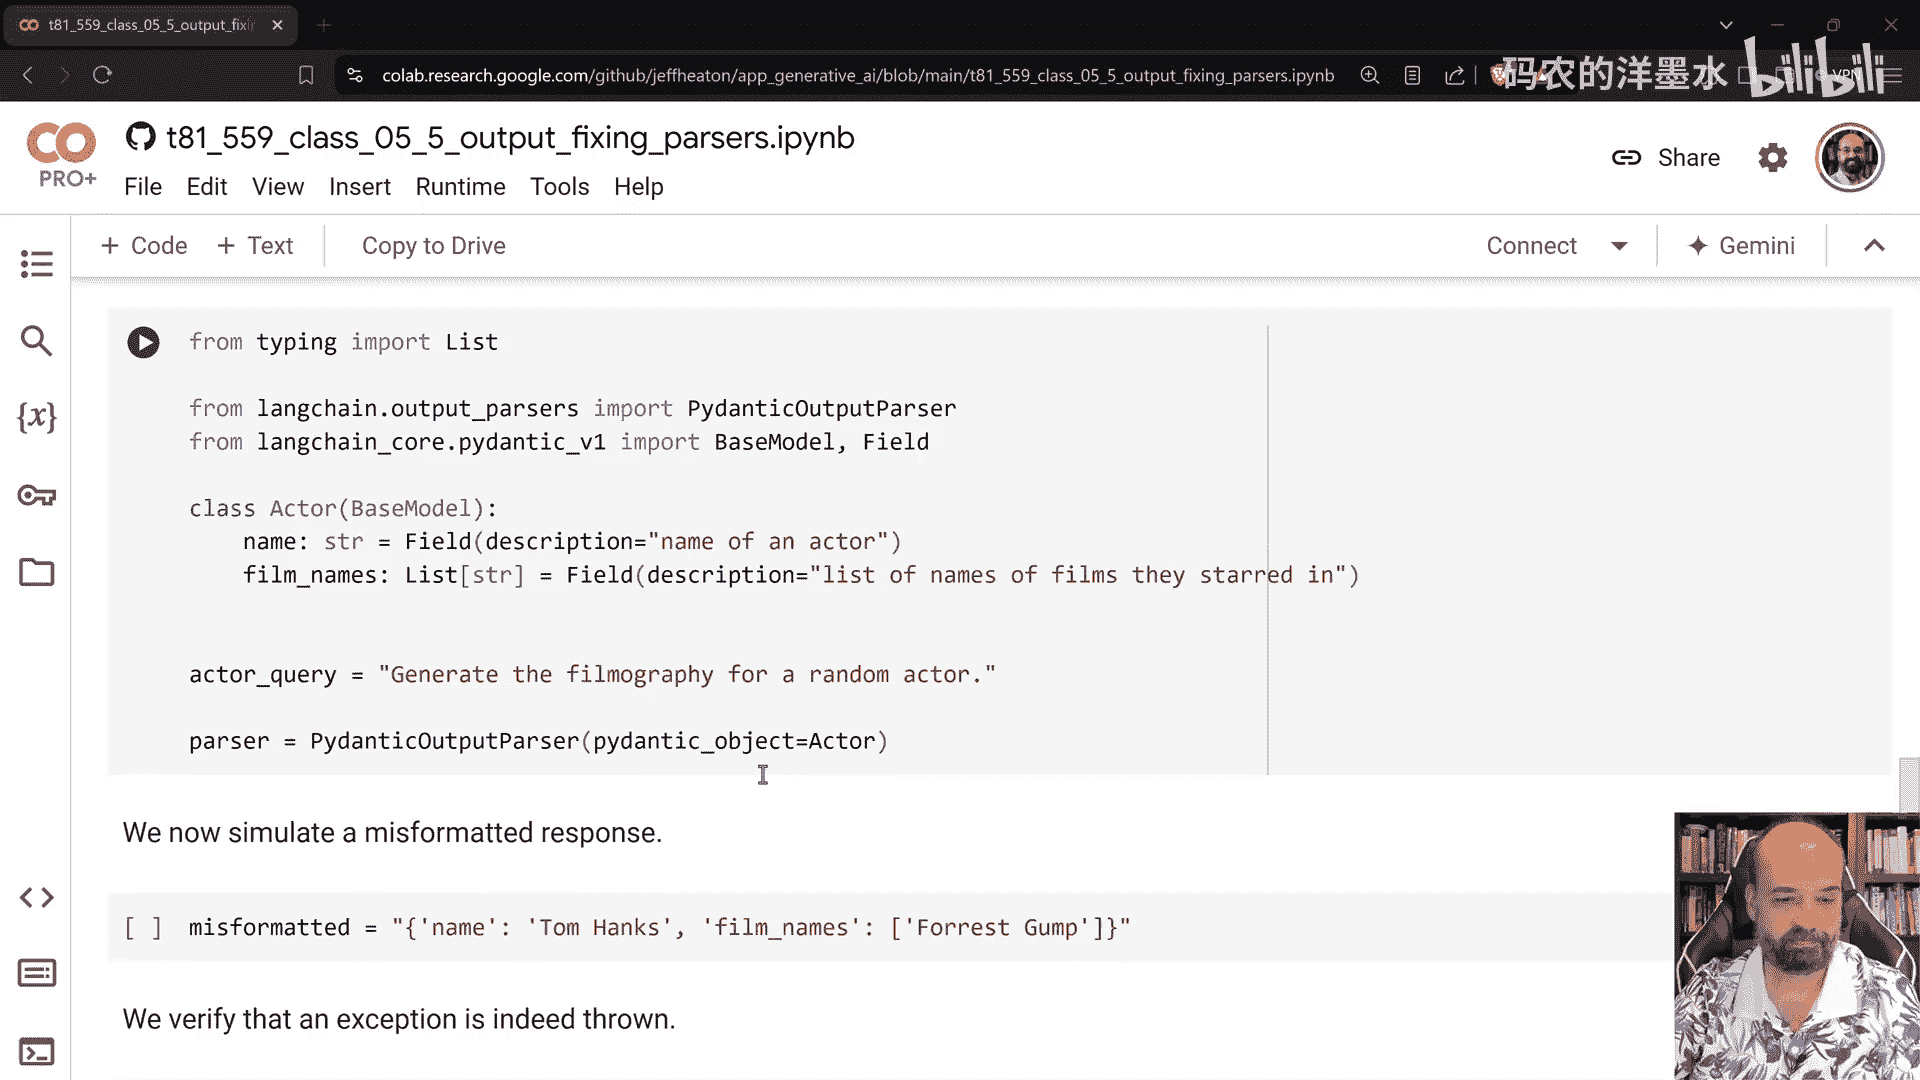 t81_559_class_05_5_output_fixi
colab.research.google.com/github/jeffheaton/app_generative_ai/blob/main/t81_559_class_05_5_output_fixing_parsers.ipynb
码农的洋墨水 bilibili
VPN
t81_559_class_05_5_output_fixing_parsers.ipynb
PRO+
File Edit View Insert Runtime Tools Help
Share
+ Code + Text Copy to Drive
Connect Gemini
from typing import List
from langchain.output_parsers import PydanticOutputParser
from langchain_core.pydantic_v1 import BaseModel, Field
class Actor(BaseModel):
name: str = Field(description="name of an actor")
film_names: List[str] = Field(description="list of names of films they starred in")
actor_query = "Generate the filmography for a random actor."
parser = PydanticOutputParser(pydantic_object=Actor)
We now simulate a misformatted response.
[ ] misformatted = "{'name': 'Tom Hanks', 'film_names': ['Forrest Gump']}"
We verify that an exception is indeed thrown.